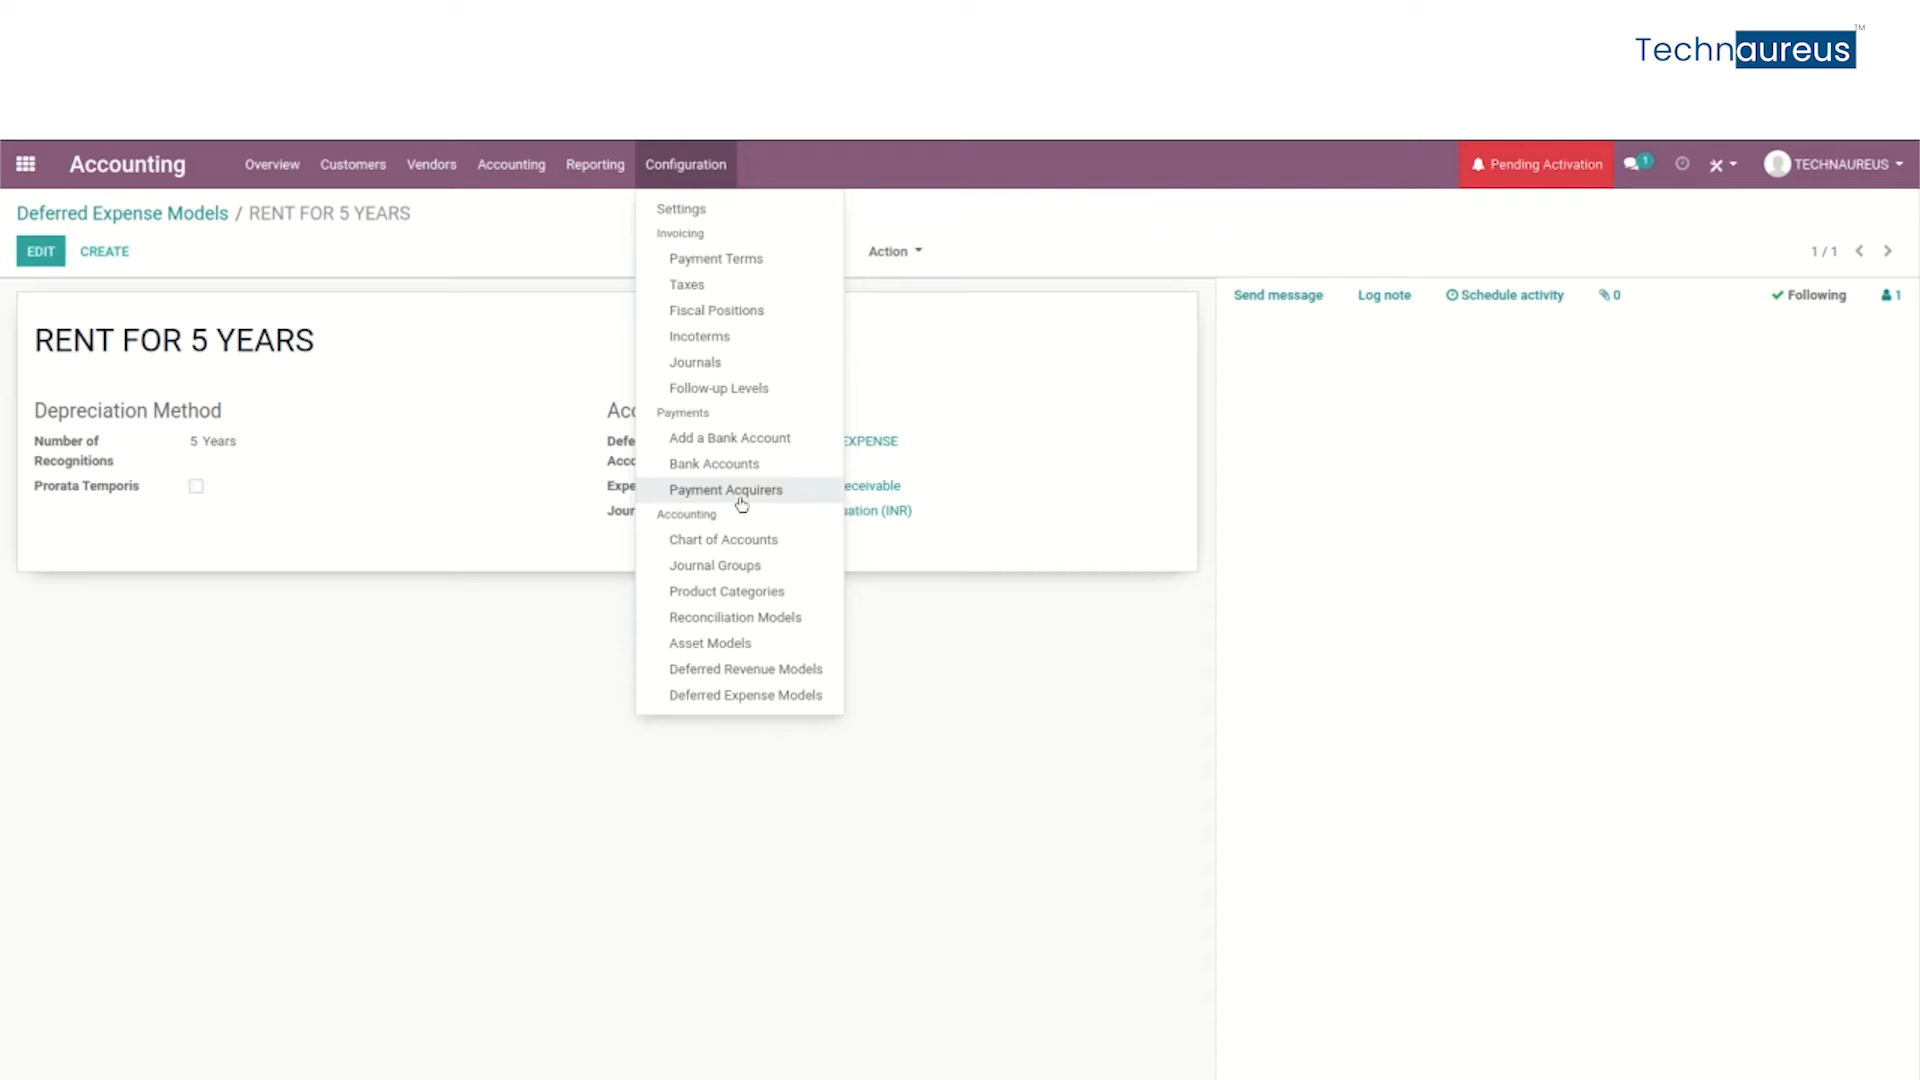 Technaureus™
Accounting Overview Customers Vendors Accounting Reporting Configuration Pending Activation 1 TECHNAUREUS
Deferred Expense Models / RENT FOR 5 YEARS
EDIT CREATE Action 1 / 1
Settings
Invoicing
Payment Terms
Taxes
Fiscal Positions
Incoterms
Journals
Follow-up Levels
Payments
Add a Bank Account
Bank Accounts
Payment Acquirers
Accounting
Chart of Accounts
Journal Groups
Product Categories
Reconciliation Models
Asset Models
Deferred Revenue Models
Deferred Expense Models
Send message Log note Schedule activity 0 Following 1
RENT FOR 5 YEARS
Depreciation Method
Number of Recognitions 5 Years
Prorata Temporis
EXPENSE